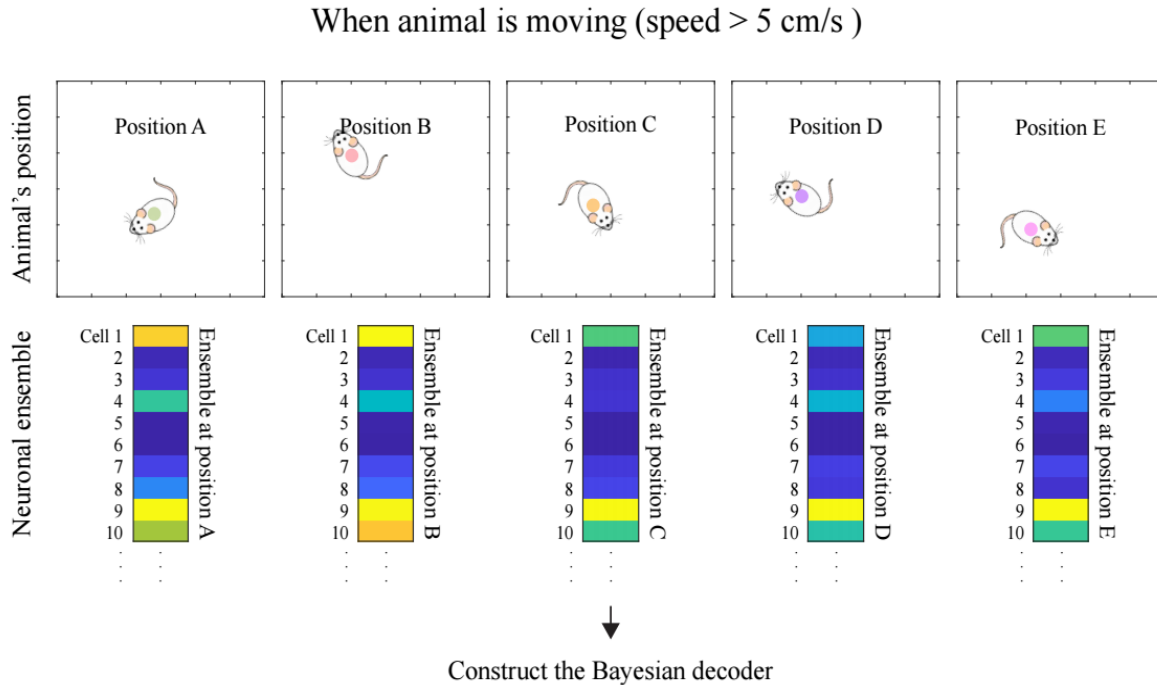 When animal is moving (speed > 5 cm/s )
Animal's position
Position A
Position B
Position C
Position D
Position E
Neuronal ensemble
Cell 1
2
3
4
5
6
7
8
9
10
Ensemble at position A
Cell 1
2
3
4
5
6
7
8
9
10
Ensemble at position B
Cell 1
2
3
4
5
6
7
8
9
10
Ensemble at position C
Cell 1
2
3
4
5
6
7
8
9
10
Ensemble at position D
Cell 1
2
3
4
5
6
7
8
9
10
Ensemble at position E
Construct the Bayesian decoder